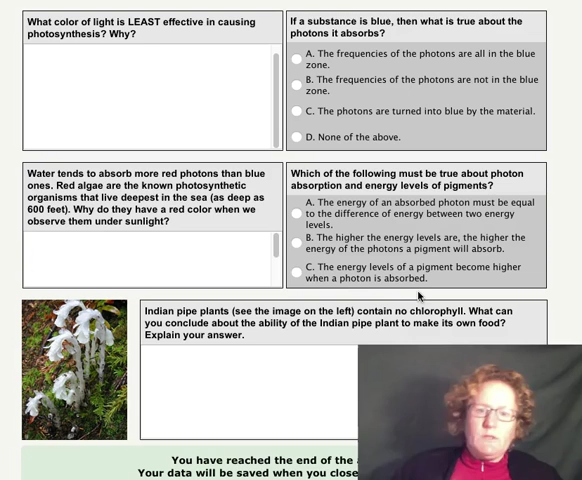 What color of light is LEAST effective in causing
photosynthesis? Why?
If a substance is blue, then what is true about the
photons it absorbs?
A. The frequencies of the photons are all in the blue
zone.
B. The frequencies of the photons are not in the blue
zone.
C. The photons are turned into blue by the material.
D. None of the above.
Water tends to absorb more red photons than blue
ones. Red algae are the known photosynthetic
organisms that live deepest in the sea (as deep as
600 feet). Why do they have a red color when we
observe them under sunlight?
Which of the following must be true about photon
absorption and energy levels of pigments?
A. The energy of an absorbed photon must be equal
to the difference of energy between two energy
levels.
B. The higher the energy levels are, the higher the
energy of the photons a pigment will absorb.
C. The energy levels of a pigment become higher
when a photon is absorbed.
Indian pipe plants (see the image on the left) contain no chlorophyll. What can
you conclude about the ability of the Indian pipe plant to make its own food?
Explain your answer.
You have reached the end of the
Your data will be saved when you close